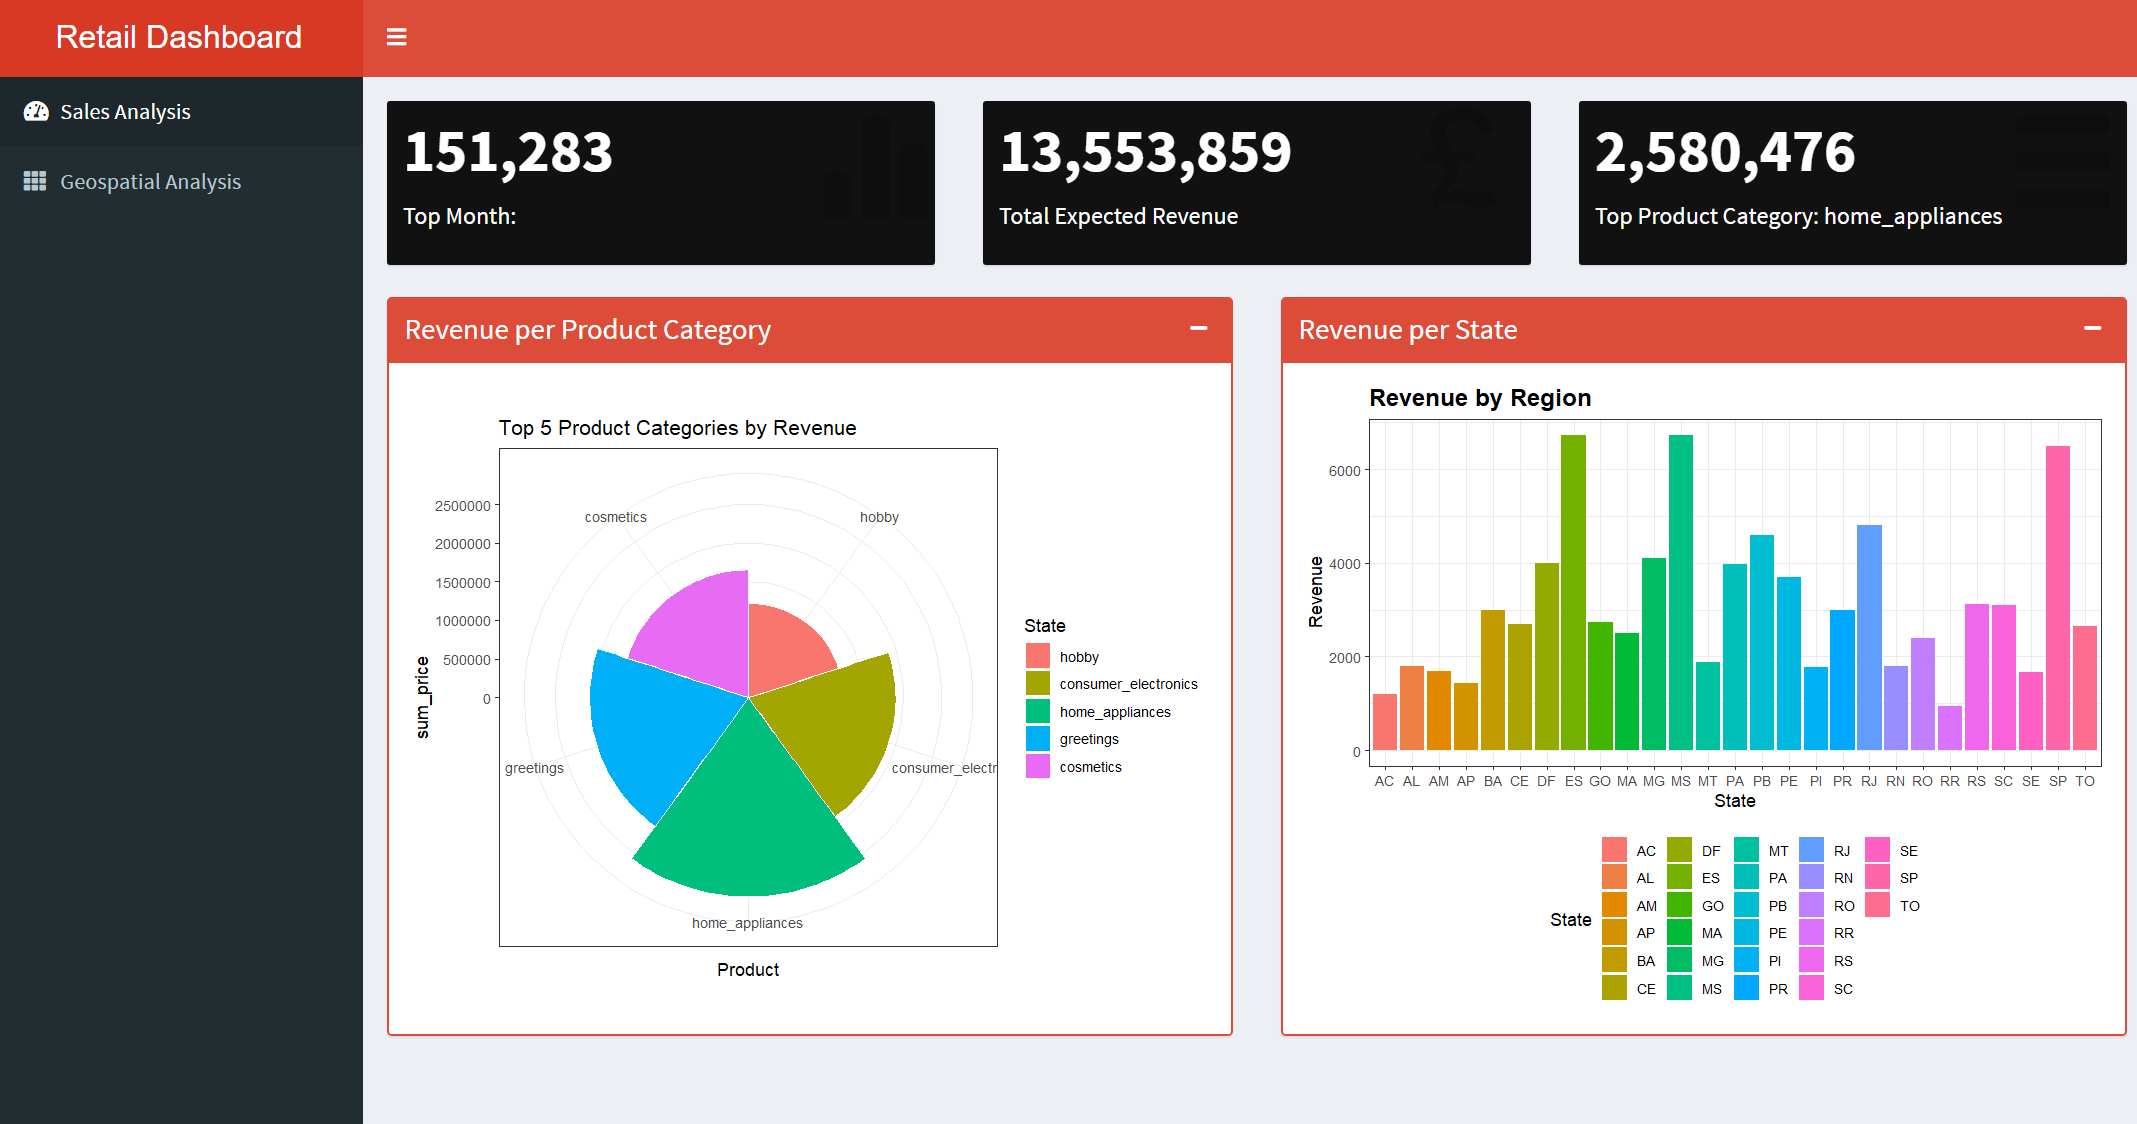 Retail Dashboard
Sales Analysis
Geospatial Analysis
151,283
Top Month:
13,553,859
£
Total Expected Revenue
2,580,476
Top Product Category: home_appliances
Revenue per Product Category
Top 5 Product Categories by Revenue
2500000
2000000
1500000
1000000
500000
0
sum_price
cosmetics
hobby
greetings
consumer_electr
home_appliances
Product
State
hobby
consumer_electronics
home_appliances
greetings
cosmetics
Revenue per State
Revenue by Region
6000
4000
2000
0
Revenue
AC AL AM AP BA CE DF ES GO MA MG MS MT PA PB PE PI PR RJ RN RO RR RS SC SE SP TO
State
State
AC DF MT RJ SE
AL ES PA RN SP
AM GO PB RO TO
AP MA PE RR
BA MG PI RS
CE MS PR SC